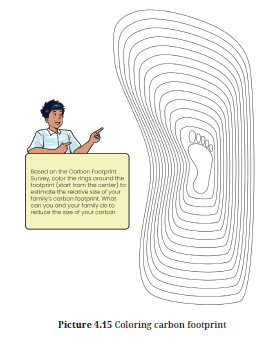 Based on the Carbon Footprint
Survey, color the rings around the
footprint (start from the center) to
estimate the relative size of your
family's carbon footprint. What
can you and your family do to
reduce the size of your carbon
Picture 4.15 Coloring carbon footprint